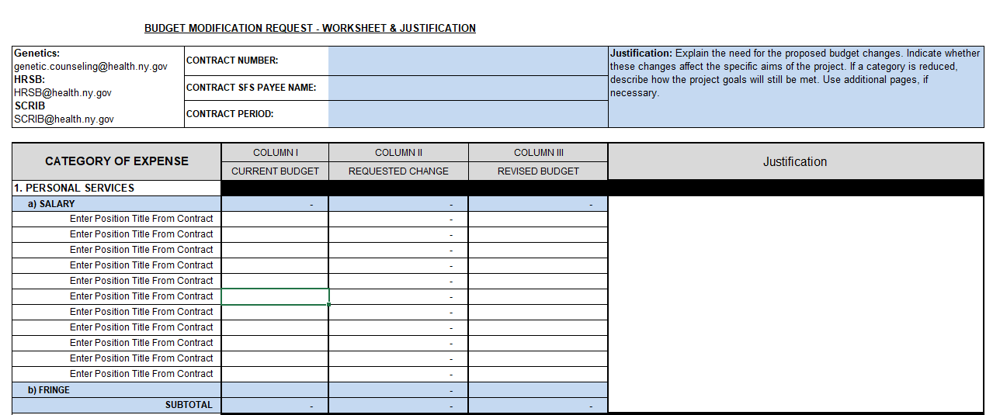 BUDGET MODIFICATION REQUEST - WORKSHEET & JUSTIFICATION
Genetics:
genetic.counseling@health.ny.gov
HRSB:
HRSB@health.ny.gov
SCRIB
SCRIB@health.ny.gov
CONTRACT NUMBER:
CONTRACT SFS PAYEE NAME:
CONTRACT PERIOD:
Justification: Explain the need for the proposed budget changes. Indicate whether
these changes affect the specific aims of the project. If a category is reduced,
describe how the project goals will still be met. Use additional pages, if
necessary.
CATEGORY OF EXPENSE
COLUMN I
COLUMN II
COLUMN III
Justification
CURRENT BUDGET
REQUESTED CHANGE
REVISED BUDGET
1. PERSONAL SERVICES
a) SALARY - - -
Enter Position Title From Contract -
Enter Position Title From Contract -
Enter Position Title From Contract -
Enter Position Title From Contract -
Enter Position Title From Contract -
Enter Position Title From Contract -
Enter Position Title From Contract -
Enter Position Title From Contract -
Enter Position Title From Contract -
Enter Position Title From Contract -
Enter Position Title From Contract -
b) FRINGE -
SUBTOTAL - - -